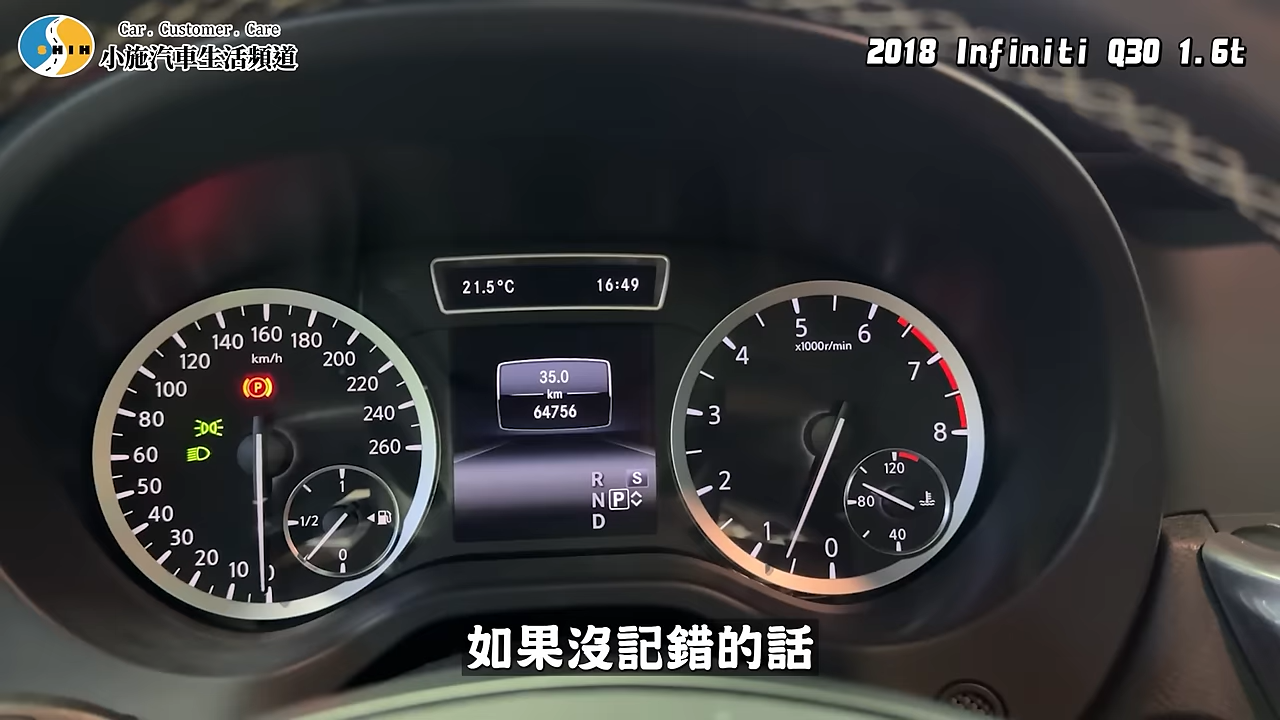 Car. Customer. Care
SHIH
小施汽車生活頻道
2018 Infiniti Q30 1.6t
21.5°C 16:49
35.0
km
64756
R S
N P
D
10 20 30 40 50 60 80 100 120 140 160 180 200 220 240 260
km/h
P
1
1/2
0
0 1 2 3 4 5 6 7 8
x1000r/min
120
80
40
如果沒記錯的話